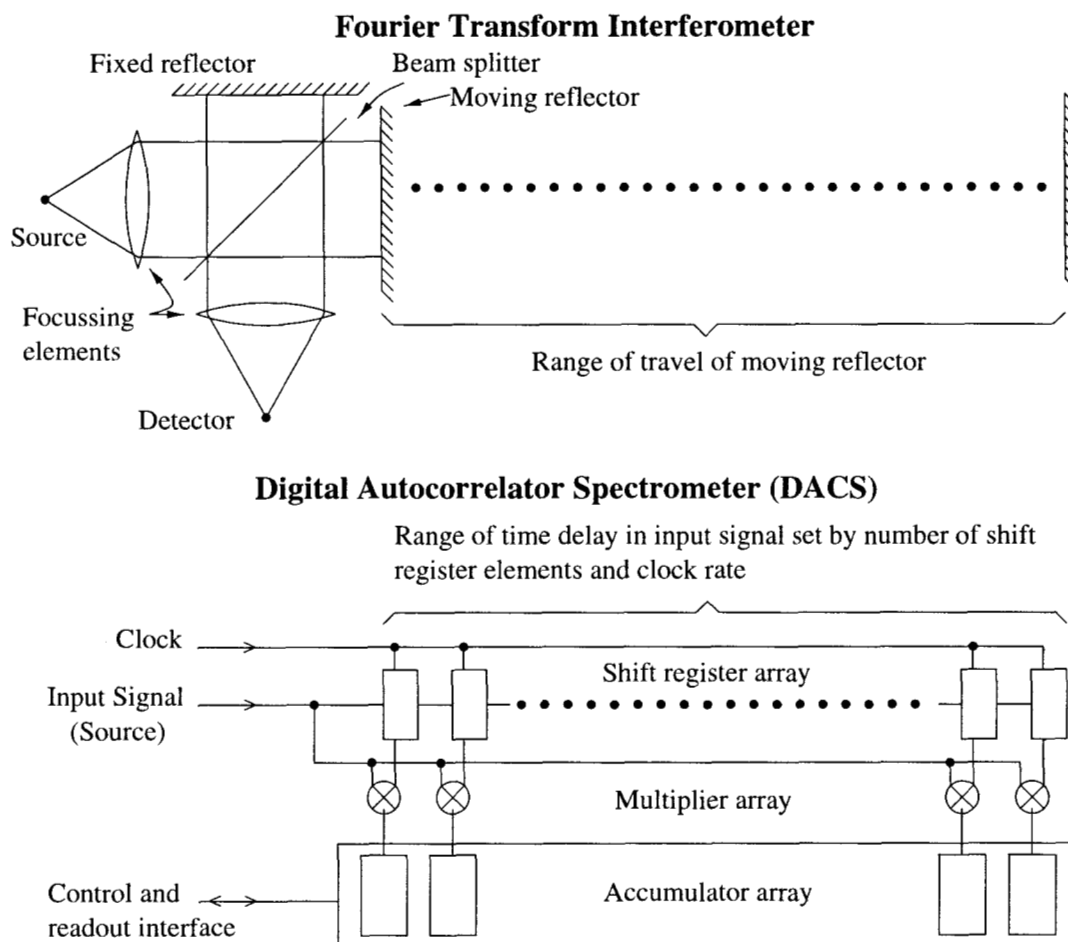 Fourier Transform Interferometer
Fixed reflector
Beam splitter
Moving reflector
Source
Focussing
elements
Range of travel of moving reflector
Detector
Digital Autocorrelator Spectrometer (DACS)
Range of time delay in input signal set by number of shift
register elements and clock rate
Clock
Shift register array
Input Signal
(Source)
Multiplier array
Control and
readout interface
Accumulator array